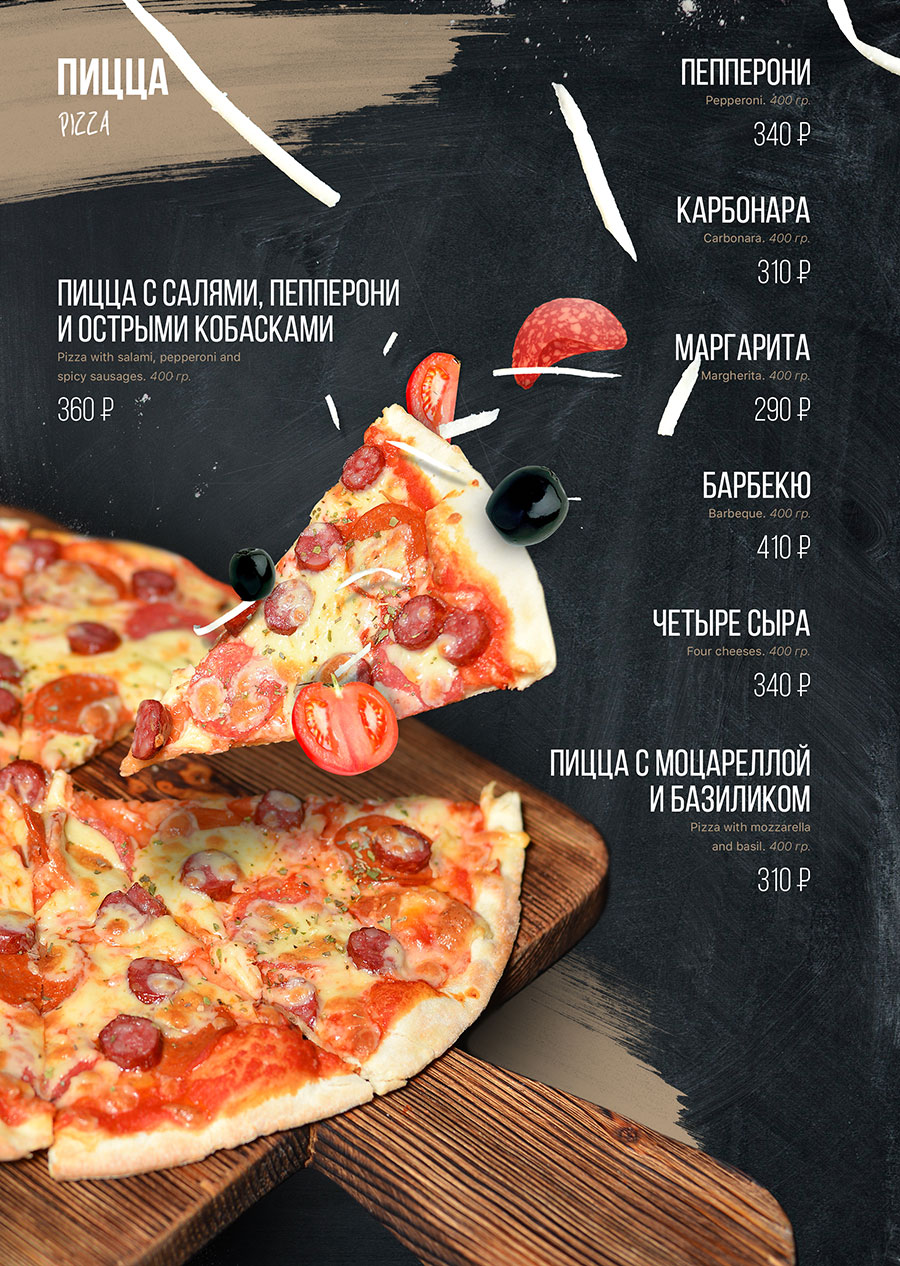 ПИЦЦА
PIZZA
ПИЦЦА С САЛЯМИ, ПЕППЕРОНИ
И ОСТРЫМИ КОБАСКАМИ
Pizza with salami, pepperoni and
spicy sausages. 400 гр.
360 ₽
ПЕППЕРОНИ
Pepperoni. 400 гр.
340 ₽
КАРБОНАРА
Carbonara. 400 гр.
310 ₽
МАРГАРИТА
Margherita. 400 гр.
290 ₽
БАРБЕКЮ
Barbeque. 400 гр.
410 ₽
ЧЕТЫРЕ СЫРА
Four cheeses. 400 гр.
340 ₽
ПИЦЦА С МОЦАРЕЛЛОЙ
И БАЗИЛИКОМ
Pizza with mozzarella
and basil. 400 гр.
310 ₽